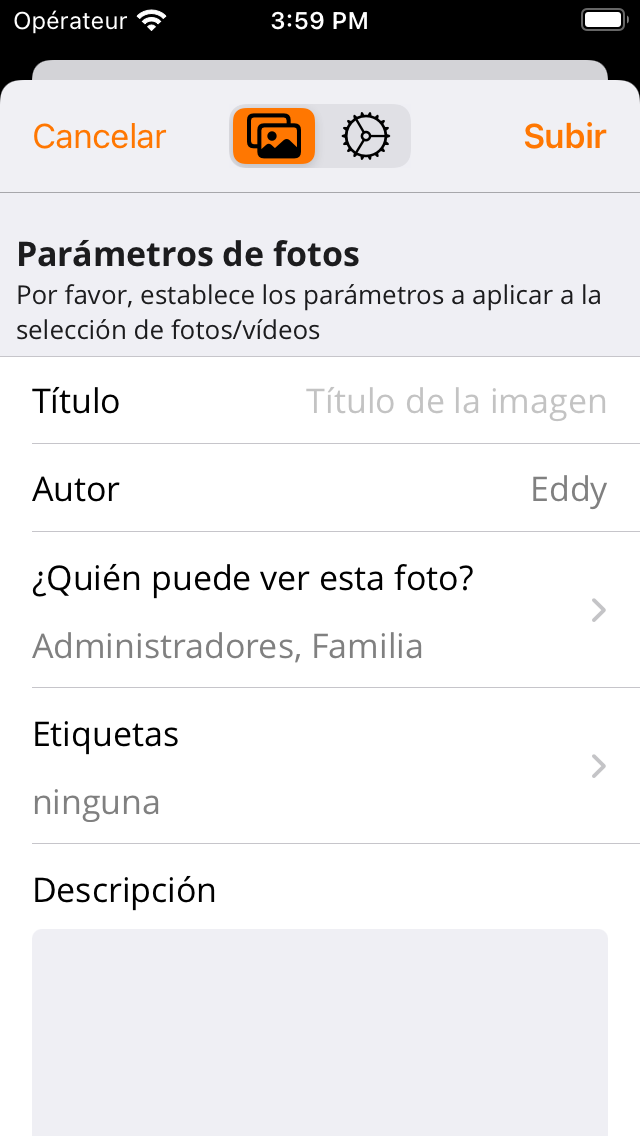 Opérateur 3:59 PM
Cancelar Subir
Parámetros de fotos
Por favor, establece los parámetros a aplicar a la
selección de fotos/vídeos
Título Título de la imagen
Autor Eddy
¿Quién puede ver esta foto?
Administradores, Familia
Etiquetas
ninguna
Descripción